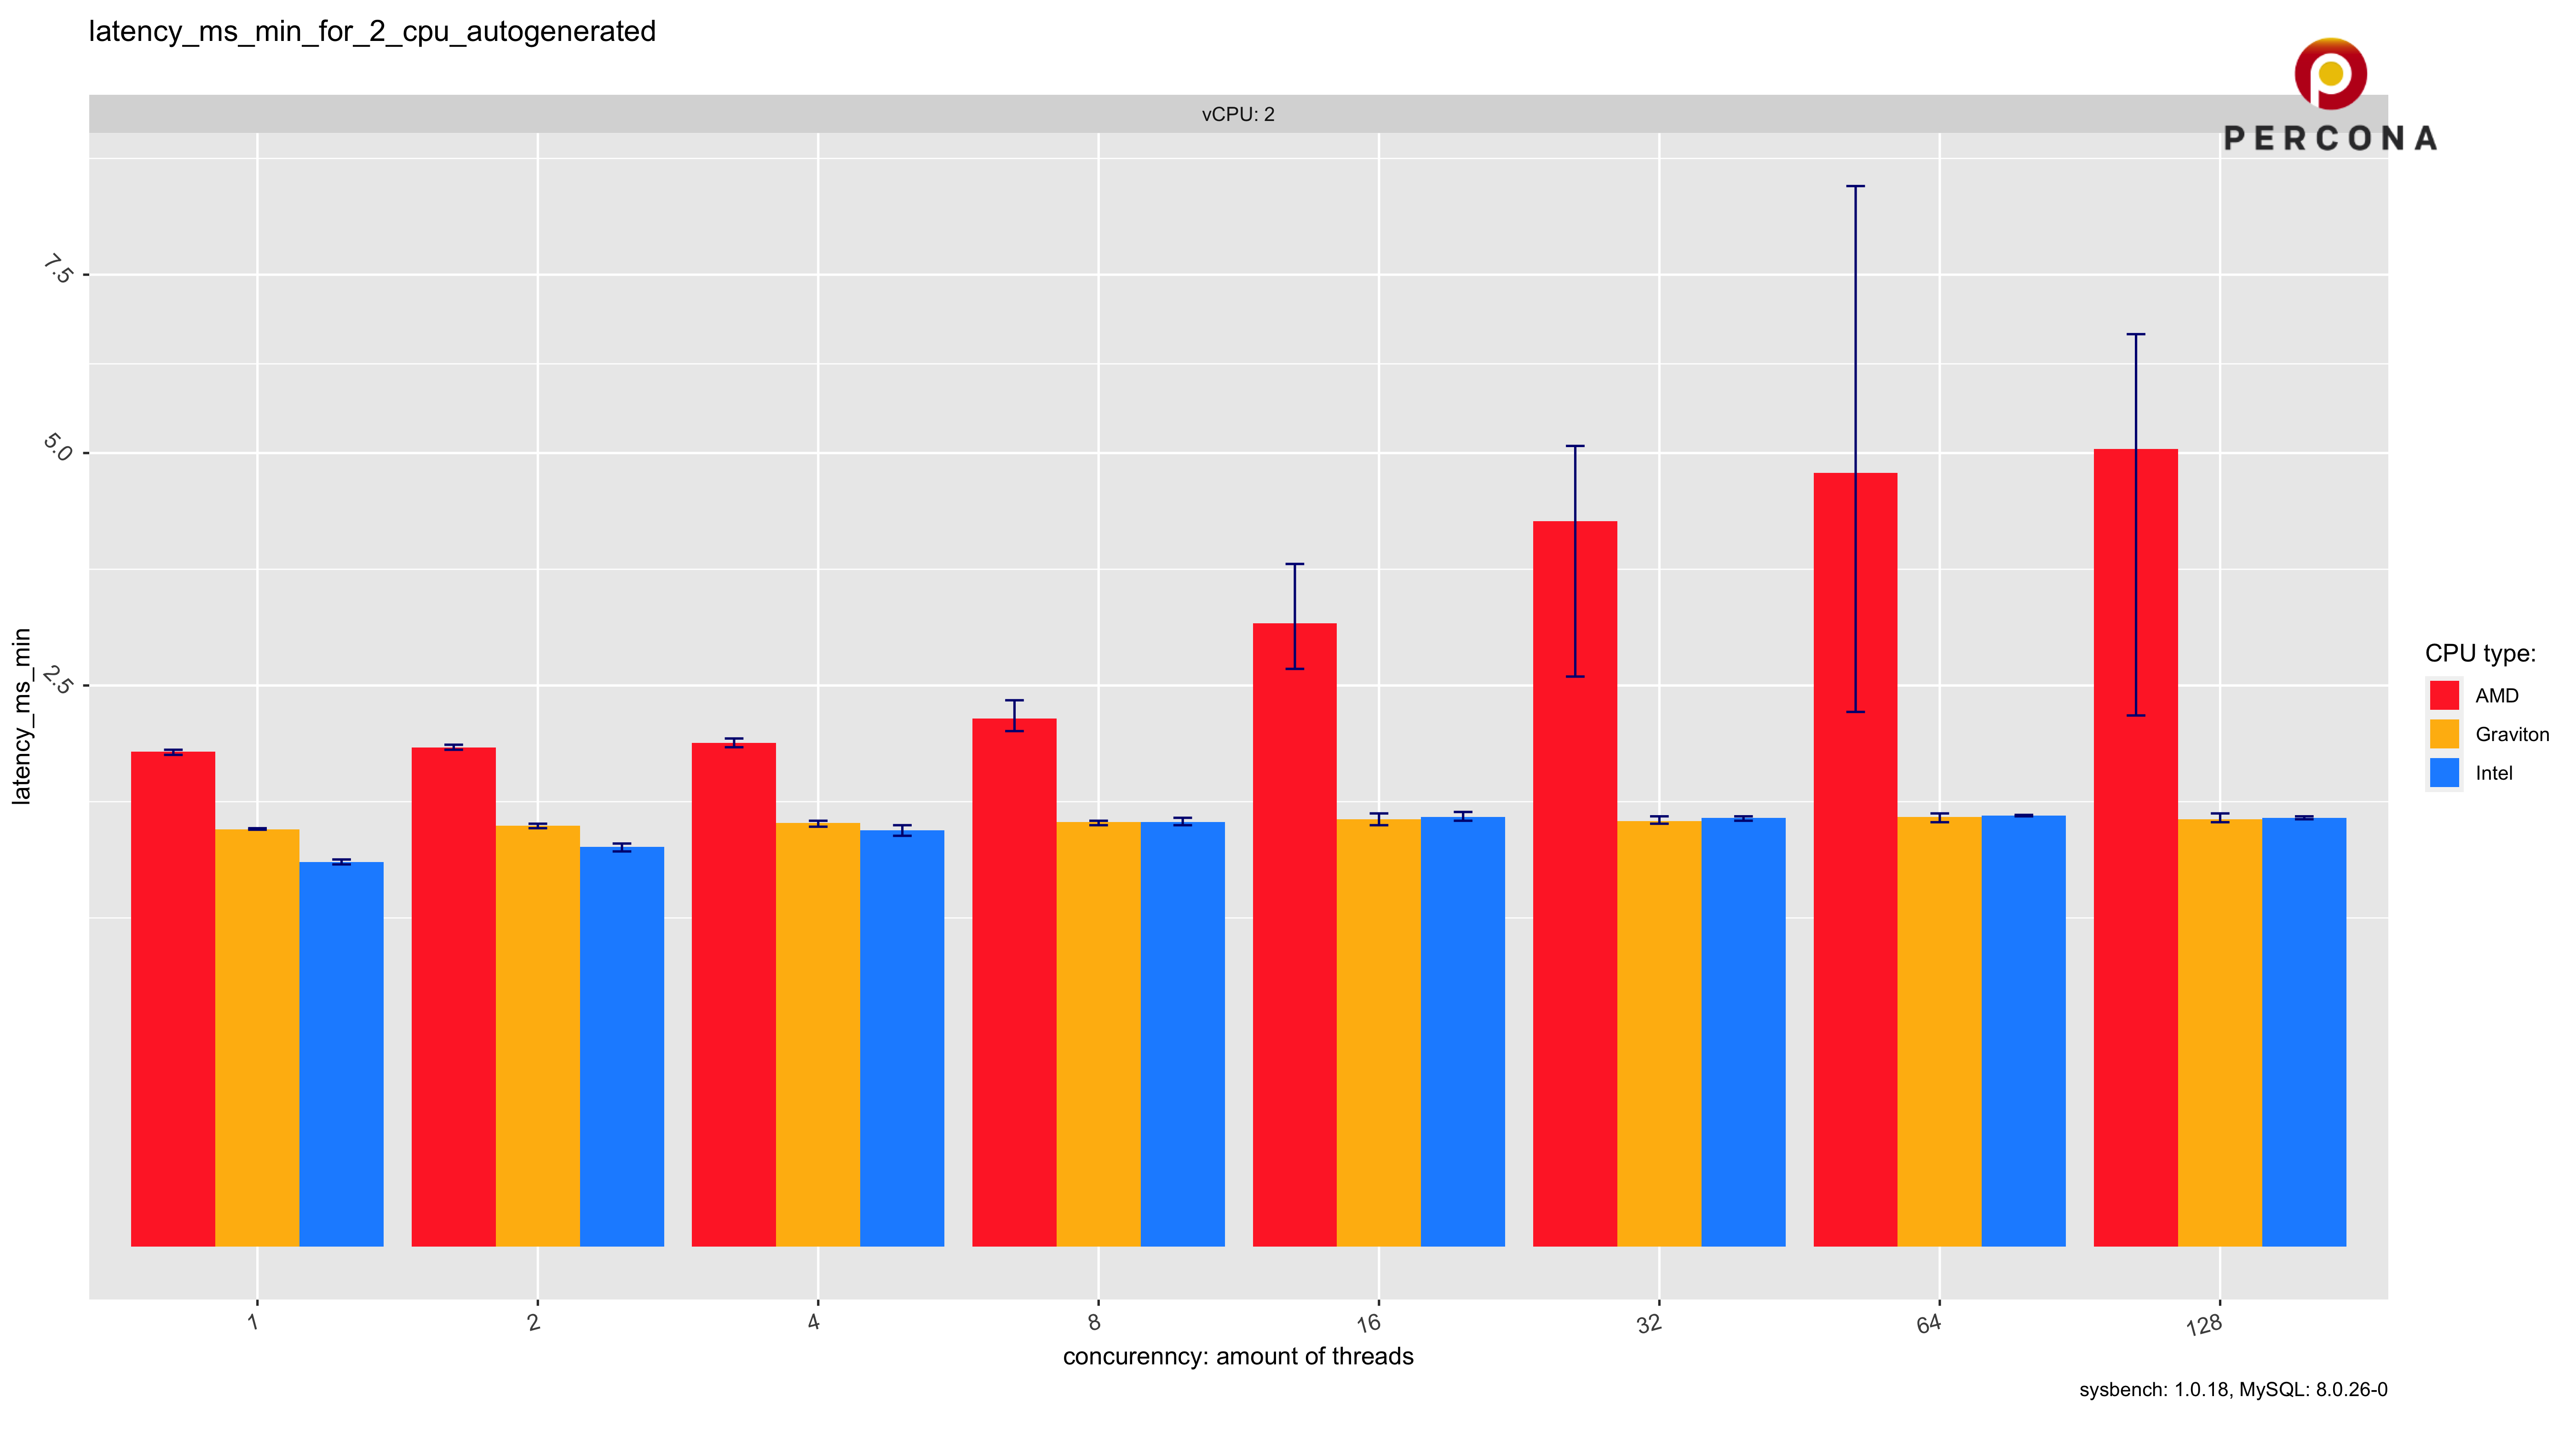 latency_ms_min_for_2_cpu_autogenerated
PERCONA
vCPU: 2
7.5
5.0
2.5
latency_ms_min
CPU type:
AMD
Graviton
Intel
1 2 4 8 16 32 64 128
concurenncy: amount of threads
sysbench: 1.0.18, MySQL: 8.0.26-0